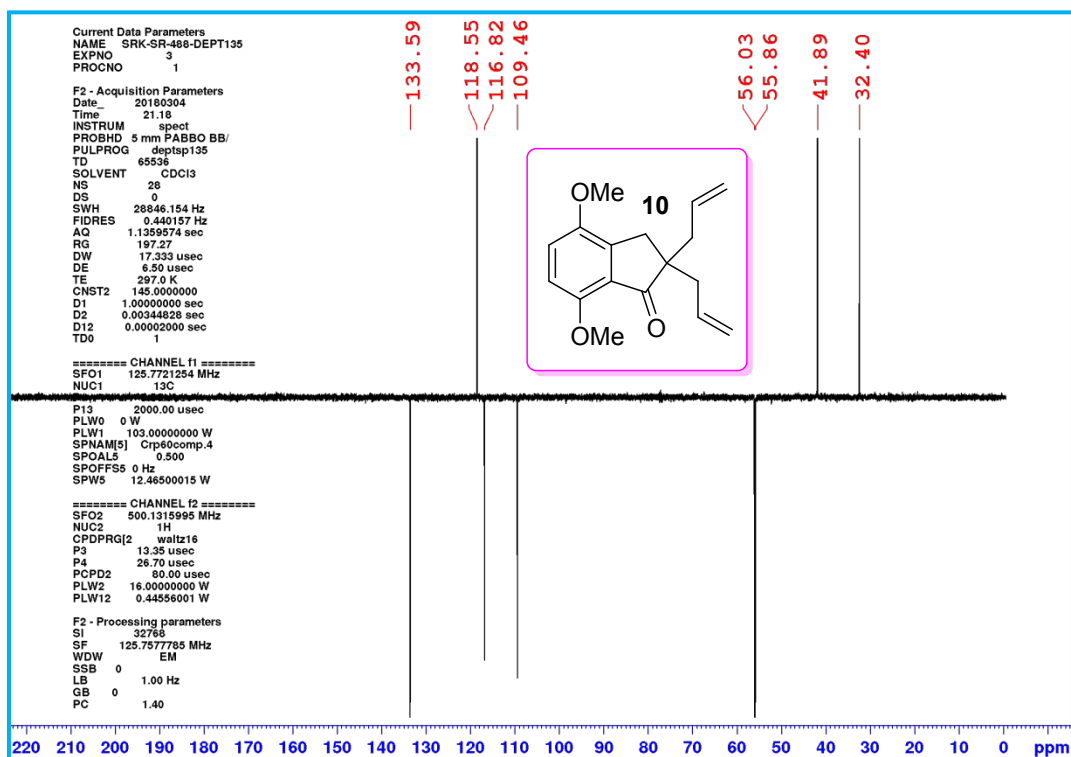 Current Data Parameters
NAME SRK-SR-488-DEPT135
EXPNO 3
PROCNO 1
F2 - Acquisition Parameters
Date_ 20180304
Time 21.18
INSTRUM spect
PROBHD 5 mm PABBO BB/
PULPROG deptsp135
TD 65536
SOLVENT CDCl3
NS 28
DS 0
SWH 28846.154 Hz
FIDRES 0.440157 Hz
AQ 1.1359574 sec
RG 197.27
DW 17.333 usec
DE 6.50 usec
TE 297.0 K
CNST2 145.0000000
D1 1.00000000 sec
D2 0.00344828 sec
D12 0.00002000 sec
TD0 1
======== CHANNEL f1 ========
SFO1 125.7721254 MHz
NUC1 13C
P13 2000.00 usec
PLW0 0 W
PLW1 103.00000000 W
SPNAM[5] Crp60comp.4
SPOAL5 0.500
SPOFFS5 0 Hz
SPW5 12.46500015 W
======== CHANNEL f2 ========
SFO2 500.1315995 MHz
NUC2 1H
CPDPRG[2 waltz16
P3 13.35 usec
P4 26.70 usec
PCPD2 80.00 usec
PLW2 16.00000000 W
PLW12 0.44556001 W
F2 - Processing parameters
SI 32768
SF 125.7577785 MHz
WDW EM
SSB 0
LB 1.00 Hz
GB 0
PC 1.40
133.59
118.55
116.82
109.46
56.03
55.86
41.89
32.40
OMe
10
OMe
O
220 210 200 190 180 170 160 150 140 130 120 110 100 90 80 70 60 50 40 30 20 10 0 ppm